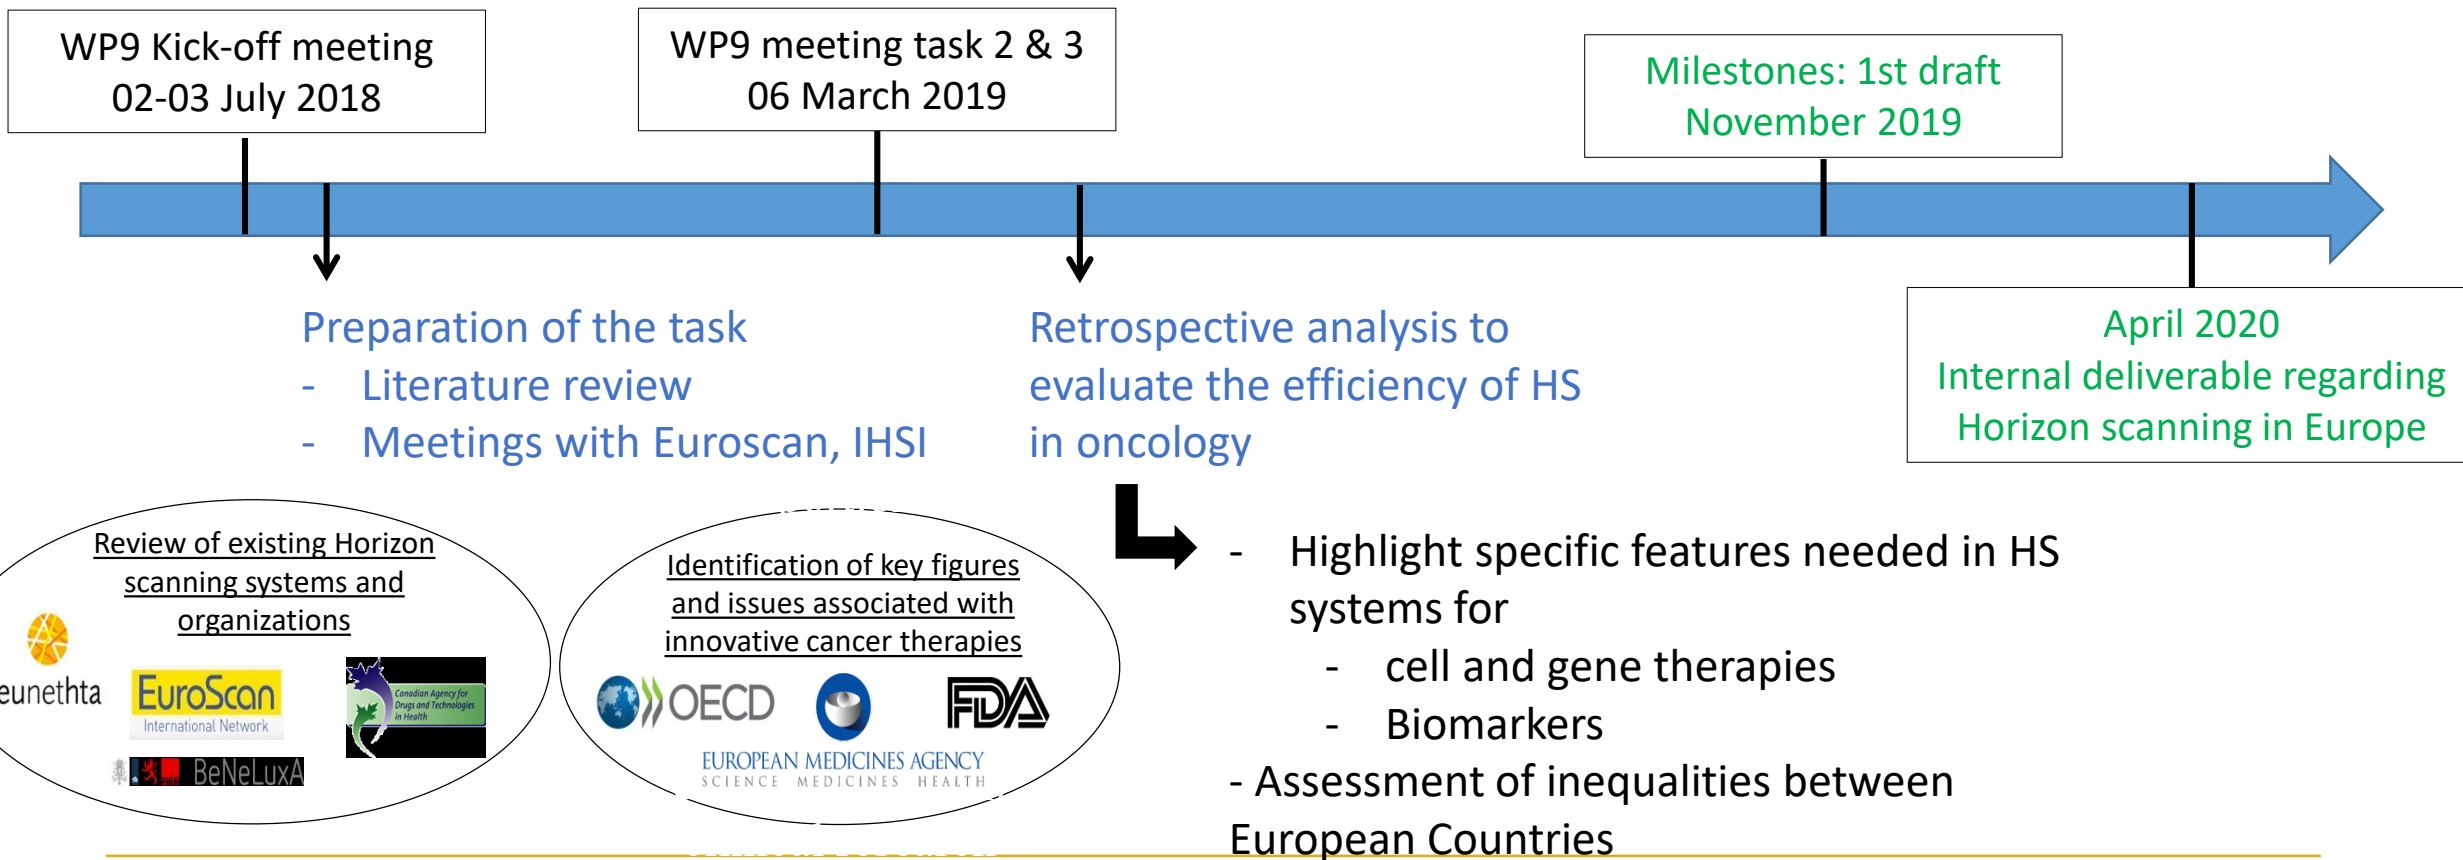 WP9 Kick-off meeting
02-03 July 2018
WP9 meeting task 2 & 3
06 March 2019
Milestones: 1st draft
November 2019
April 2020
Internal deliverable regarding
Horizon scanning in Europe
Preparation of the task
- Literature review
- Meetings with Euroscan, IHSI
Retrospective analysis to
evaluate the efficiency of HS
in oncology
Review of existing Horizon
scanning systems and
organizations
eunethta
EuroScan
International Network
Canadian Agency for
Drugs and Technologies
in Health
BeNeLuxA
Identification of key figures
and issues associated with
innovative cancer therapies
OECD
FDA
EUROPEAN MEDICINES AGENCY
SCIENCE MEDICINES HEALTH
- Highlight specific features needed in HS
systems for
- cell and gene therapies
- Biomarkers
- Assessment of inequalities between
European Countries